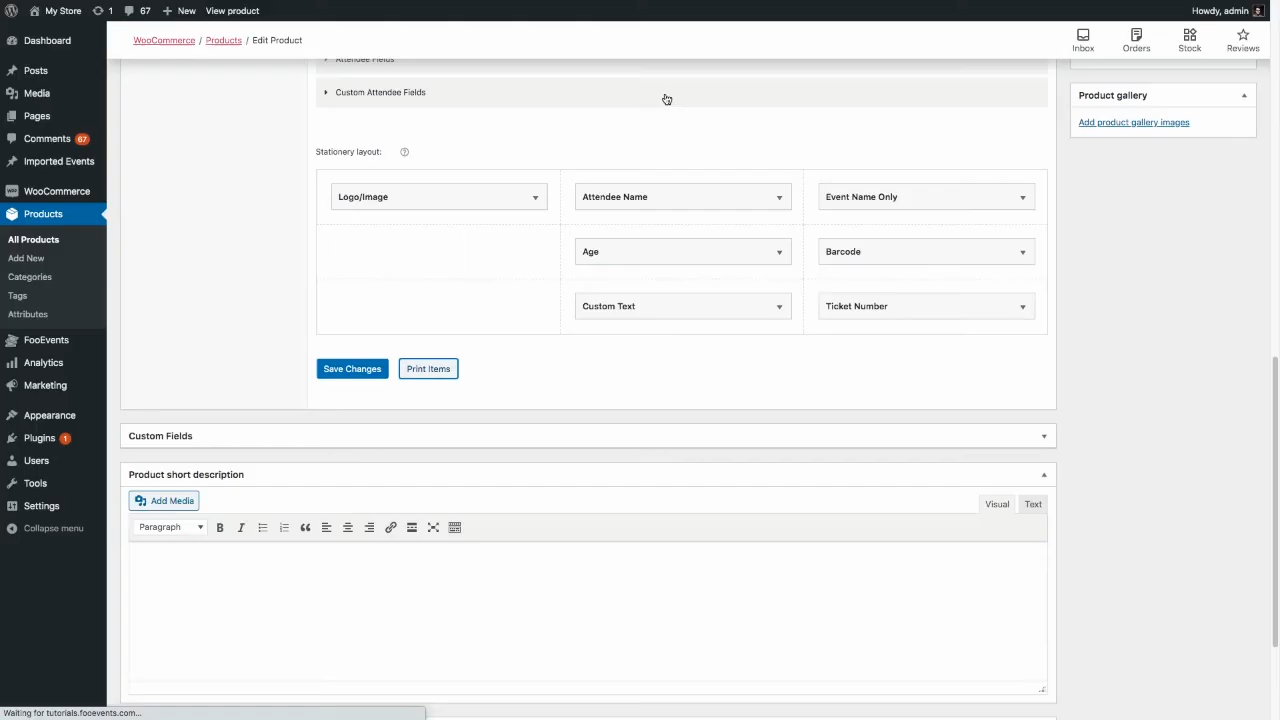 My Store
1
67
New
View product
Howdy, admin
WooCommerce / Products / Edit Product
Inbox
Orders
Stock
Reviews
Dashboard
Posts
Media
Pages
Comments 67
Imported Events
WooCommerce
Products
All Products
Add New
Categories
Tags
Attributes
FooEvents
Analytics
Marketing
Appearance
Plugins 1
Users
Tools
Settings
Collapse menu
Attendee Fields
Custom Attendee Fields
Stationery layout:
Logo/Image
Attendee Name
Event Name Only
Age
Barcode
Custom Text
Ticket Number
Save Changes
Print Items
Custom Fields
Product short description
Add Media
Visual
Text
Paragraph
Product gallery
Add product gallery images
Waiting for tutorials.fooevents.com...